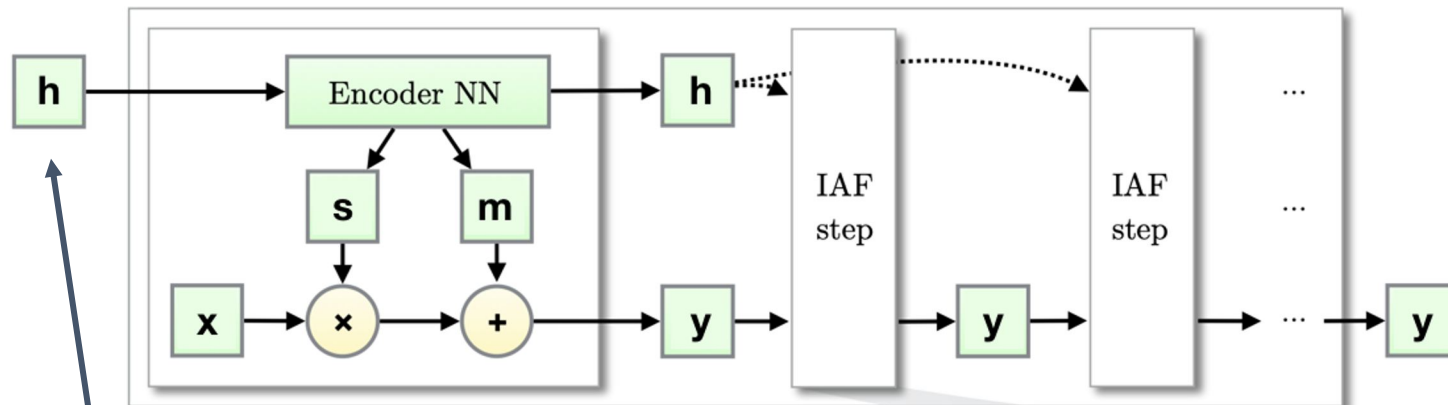 h
Encoder NN
h
...
s
m
IAF
step
IAF
step
...
x
×
+
y
y
...
y